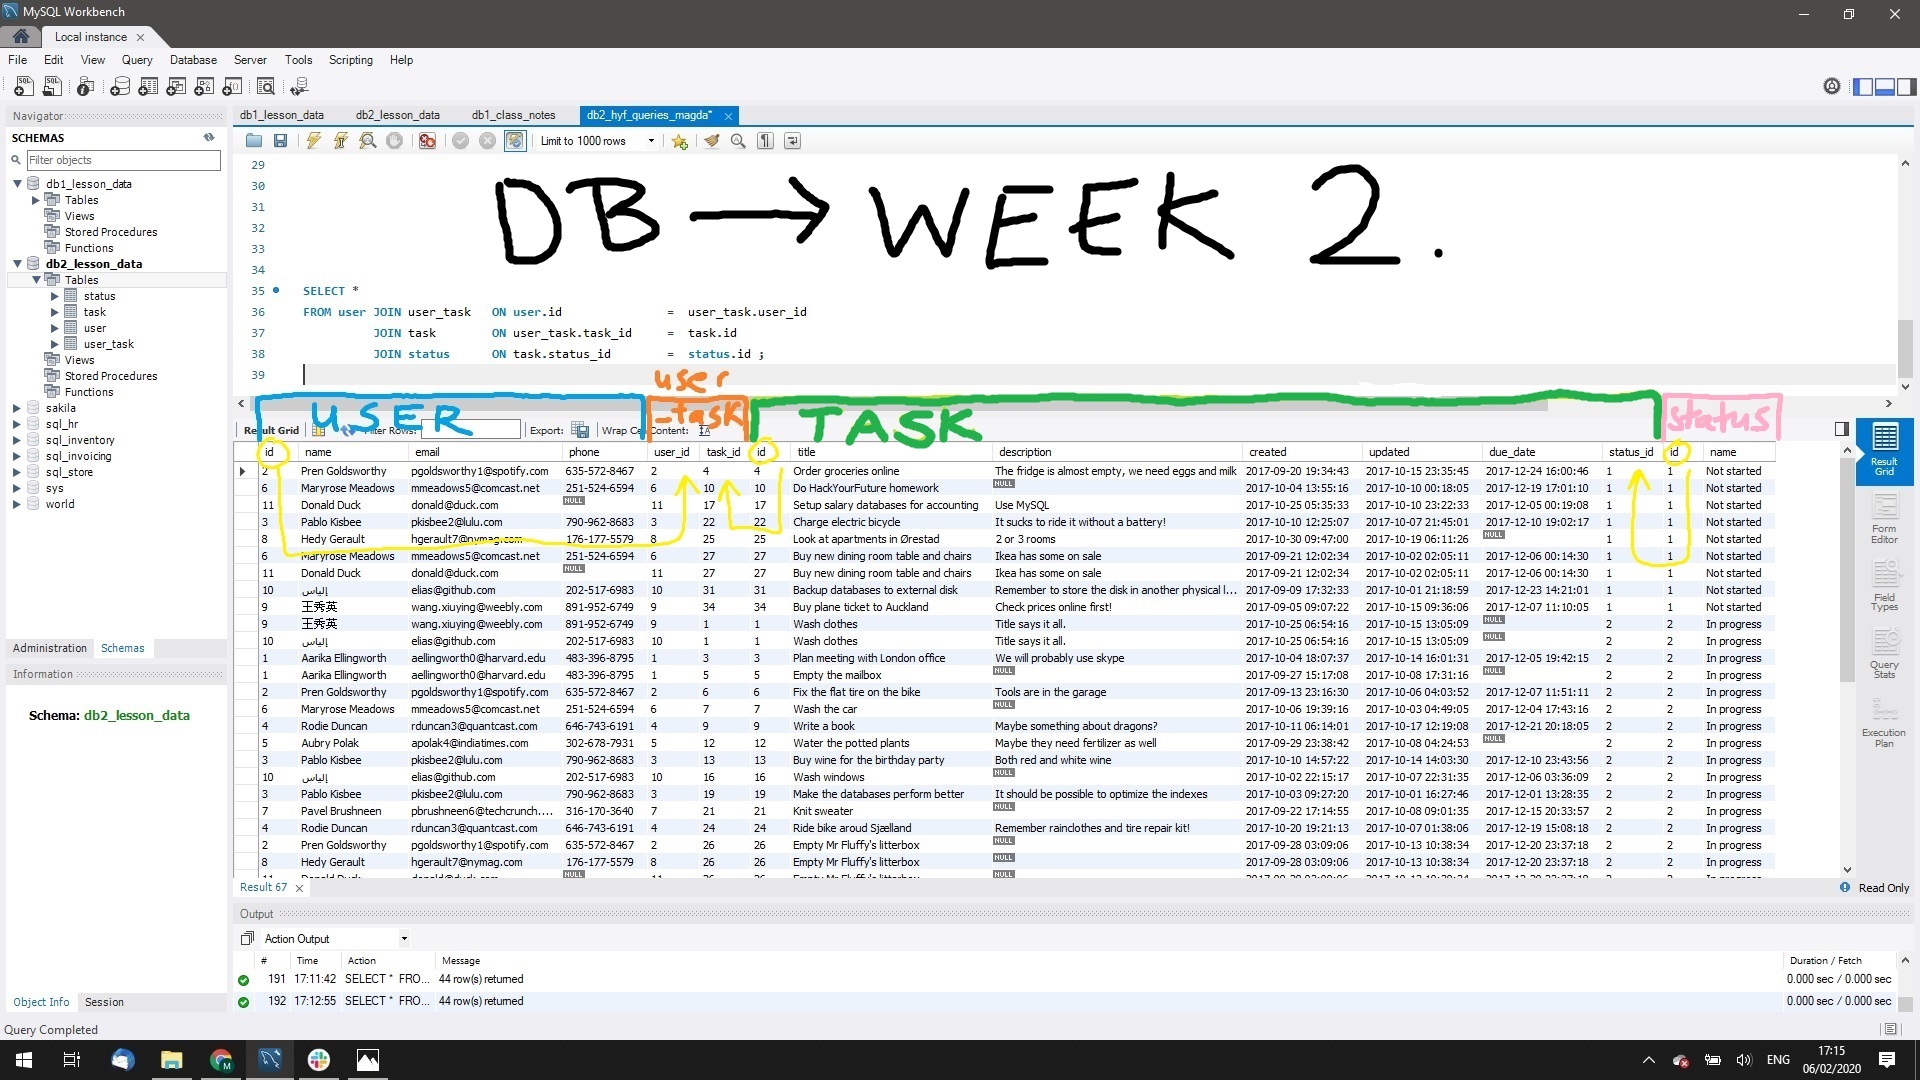 MySQL Workbench
Local instance
File Edit View Query Database Server Tools Scripting Help
Navigator
SCHEMAS
Filter objects
db1_lesson_data
Tables
Views
Stored Procedures
Functions
db2_lesson_data
Tables
status
task
user
user_task
Views
Stored Procedures
Functions
sakila
sql_hr
sql_inventory
sql_invoicing
sql_store
sys
world
Administration Schemas
Information
Schema: db2_lesson_data
Object Info Session
db1_lesson_data db2_lesson_data db1_class_notes db2_hyf_queries_magda*
Limit to 1000 rows
DB → WEEK 2.
29
30
31
32
33
34
35 SELECT *
36 FROM user JOIN user_task ON user.id = user_task.user_id
37 JOIN task ON user_task.task_id = task.id
38 JOIN status ON task.status_id = status.id ;
39
USER user_task TASK status
Result Grid Filter Rows: Export: Content:
id name email phone user_id task_id id title description created updated due_date status_id id name
2 Pren Goldsworthy pgoldsworthy1@spotify.com 635-572-8467 2 4 4 Order groceries online The fridge is almost empty, we need eggs and milk 2017-09-20 19:34:43 2017-10-15 23:35:45 2017-12-24 16:00:46 1 1 Not started
6 Maryrose Meadows mmeadows5@comcast.net 251-524-6594 6 10 10 Do HackYourFuture homework NULL 2017-10-04 13:55:16 2017-10-10 00:18:05 2017-12-19 17:01:10 1 1 Not started
11 Donald Duck donald@duck.com NULL 11 17 17 Setup salary databases for accounting Use MySQL 2017-10-25 05:35:33 2017-10-10 23:22:33 2017-12-05 00:19:08 1 1 Not started
3 Pablo Kisbee pkisbee2@lulu.com 790-962-8683 3 22 22 Charge electric bicycle It sucks to ride it without a battery! 2017-10-10 12:25:07 2017-10-07 21:45:01 2017-12-10 19:02:17 1 1 Not started
8 Hedy Gerault hgerault7@nymag.com 176-177-5579 8 25 25 Look at apartments in Ørestad 2 or 3 rooms 2017-10-30 09:47:00 2017-10-19 06:11:26 NULL 1 1 Not started
6 Maryrose Meadows mmeadows5@comcast.net 251-524-6594 6 27 27 Buy new dining room table and chairs Ikea has some on sale 2017-09-21 12:02:34 2017-10-02 02:05:11 2017-12-06 00:14:30 1 1 Not started
11 Donald Duck donald@duck.com NULL 11 27 27 Buy new dining room table and chairs Ikea has some on sale 2017-09-21 12:02:34 2017-10-02 02:05:11 2017-12-06 00:14:30 1 1 Not started
10 إلياس elias@github.com 202-517-6983 10 31 31 Backup databases to external disk Remember to store the disk in another physical l... 2017-09-09 17:32:33 2017-10-01 21:18:59 2017-12-23 14:21:01 1 1 Not started
9 王秀英 wang.xiuying@weebly.com 891-952-6749 9 34 34 Buy plane ticket to Auckland Check prices online first! 2017-09-05 09:07:22 2017-10-15 09:36:06 2017-12-07 11:10:05 1 1 Not started
9 王秀英 wang.xiuying@weebly.com 891-952-6749 9 1 1 Wash clothes Title says it all. 2017-10-25 06:54:16 2017-10-15 13:05:09 NULL 2 2 In progress
10 إلياس elias@github.com 202-517-6983 10 1 1 Wash clothes Title says it all. 2017-10-25 06:54:16 2017-10-15 13:05:09 NULL 2 2 In progress
1 Aarika Ellingworth aellingworth0@harvard.edu 483-396-8795 1 3 3 Plan meeting with London office We will probably use skype 2017-10-04 18:07:37 2017-10-14 16:01:31 2017-12-05 19:42:15 2 2 In progress
1 Aarika Ellingworth aellingworth0@harvard.edu 483-396-8795 1 5 5 Empty the mailbox NULL 2017-09-27 15:17:08 2017-10-08 17:31:16 NULL 2 2 In progress
2 Pren Goldsworthy pgoldsworthy1@spotify.com 635-572-8467 2 6 6 Fix the flat tire on the bike Tools are in the garage 2017-09-13 23:16:30 2017-10-06 04:03:52 2017-12-07 11:51:11 2 2 In progress
6 Maryrose Meadows mmeadows5@comcast.net 251-524-6594 6 7 7 Wash the car NULL 2017-10-06 19:39:16 2017-10-03 04:49:05 2017-12-04 17:43:16 2 2 In progress
4 Rodie Duncan rduncan3@quantcast.com 646-743-6191 4 9 9 Write a book Maybe something about dragons? 2017-10-11 06:14:01 2017-10-17 12:19:08 2017-12-21 20:18:05 2 2 In progress
5 Aubry Polak apolak4@indiatimes.com 302-678-7931 5 12 12 Water the potted plants Maybe they need fertilizer as well 2017-09-29 23:38:42 2017-10-08 04:24:53 NULL 2 2 In progress
3 Pablo Kisbee pkisbee2@lulu.com 790-962-8683 3 13 13 Buy wine for the birthday party Both red and white wine 2017-10-10 14:57:22 2017-10-14 14:03:30 2017-12-10 23:43:56 2 2 In progress
10 إلياس elias@github.com 202-517-6983 10 16 16 Wash windows NULL 2017-10-02 22:15:17 2017-10-07 22:31:35 2017-12-06 03:36:09 2 2 In progress
3 Pablo Kisbee pkisbee2@lulu.com 790-962-8683 3 19 19 Make the databases perform better It should be possible to optimize the indexes 2017-10-03 09:27:20 2017-10-01 16:27:46 2017-12-01 13:28:35 2 2 In progress
7 Pavel Brushneen pbrushneen6@techcrunch.... 316-170-3640 7 21 21 Knit sweater NULL 2017-09-22 17:14:55 2017-10-08 09:01:35 2017-12-15 20:33:57 2 2 In progress
4 Rodie Duncan rduncan3@quantcast.com 646-743-6191 4 24 24 Ride bike aroud Sjælland Remember rainclothes and tire repair kit! 2017-10-20 19:21:13 2017-10-07 01:38:06 2017-12-19 15:08:18 2 2 In progress
2 Pren Goldsworthy pgoldsworthy1@spotify.com 635-572-8467 2 26 26 Empty Mr Fluffy's litterbox NULL 2017-09-28 03:09:06 2017-10-13 10:38:34 2017-12-20 23:37:18 2 2 In progress
8 Hedy Gerault hgerault7@nymag.com 176-177-5579 8 26 26 Empty Mr Fluffy's litterbox NULL 2017-09-28 03:09:06 2017-10-13 10:38:34 2017-12-20 23:37:18 2 2 In progress
Result Grid
Form Editor
Field Types
Query Stats
Execution Plan
Result 67 Read Only
Output
Action Output
# Time Action Message Duration / Fetch
191 17:11:42 SELECT * FRO... 44 row(s) returned 0.000 sec / 0.000 sec
192 17:12:55 SELECT * FRO... 44 row(s) returned 0.000 sec / 0.000 sec
Query Completed
ENG 17:15
06/02/2020